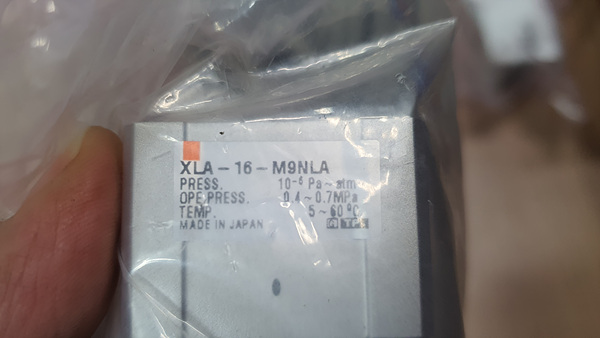 XLA-16-M9NLA
PRESS. 10⁻⁶ Pa~atm
OPE.PRESS. 0.4~0.7MPa
TEMP. 5~60℃
MADE IN JAPAN